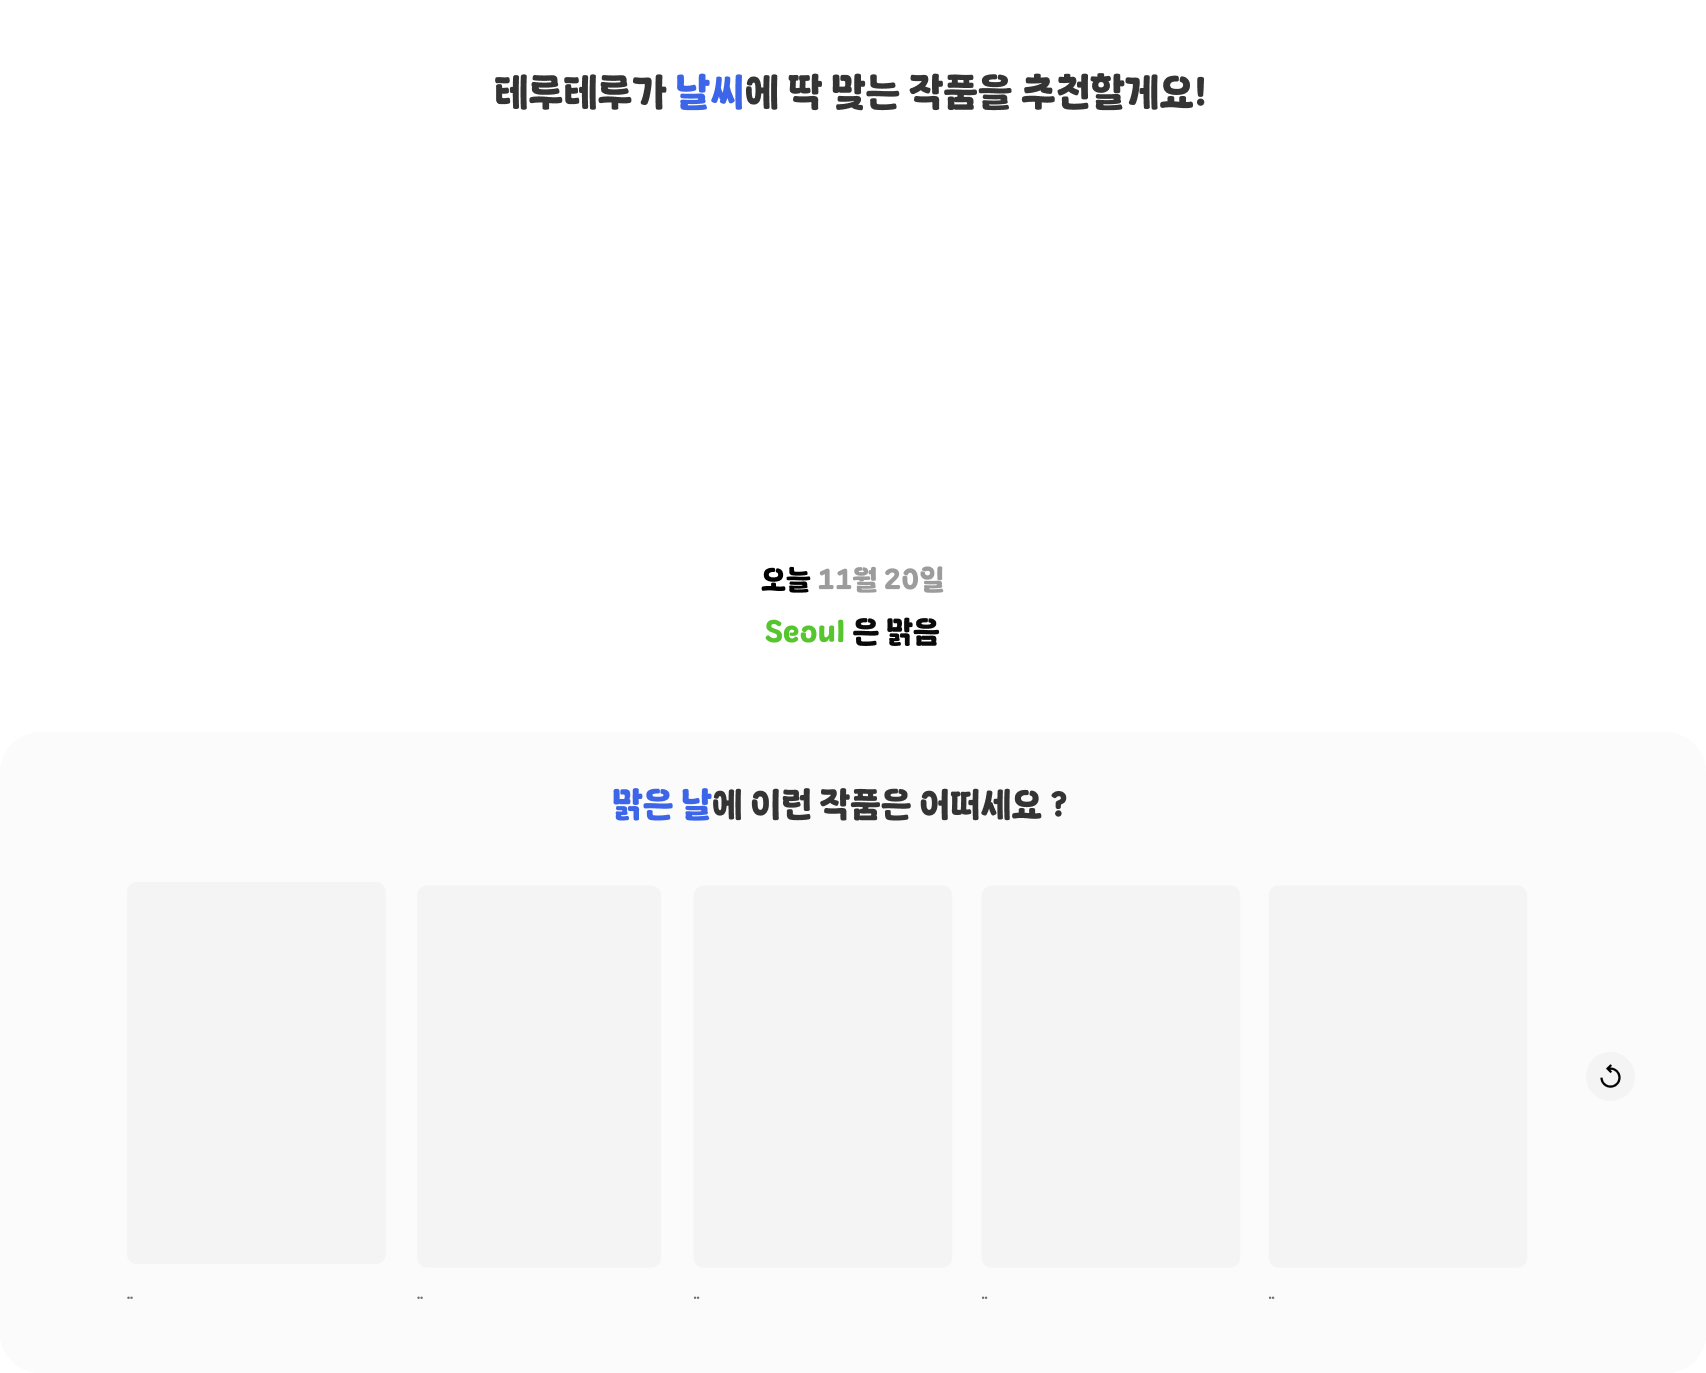 테루테루가 날씨에 딱 맞는 작품을 추천할게요!
오늘 11월 20일
Seoul 은 맑음
맑은 날에 이런 작품은 어떠세요 ?
.. .. .. .. ..